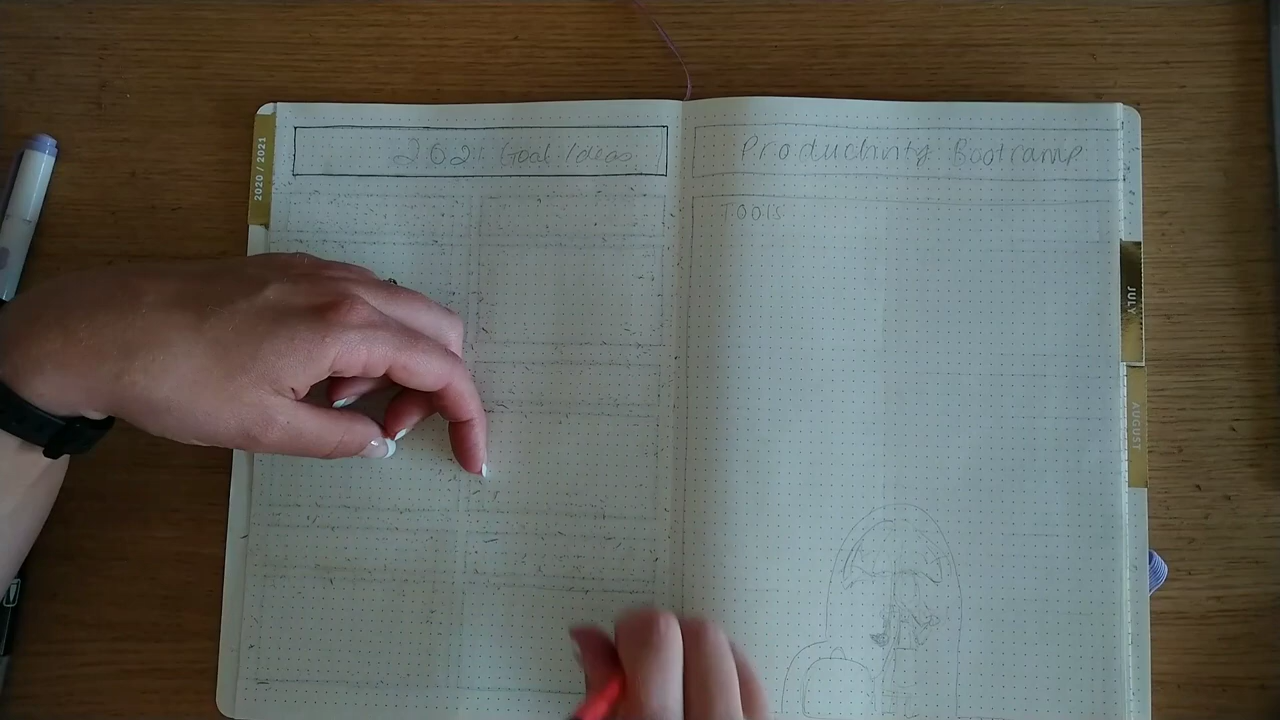 2020 / 2021
2021 Goal Ideas
Productivity Bootcamp
TOOLS
JULY
AUGUST